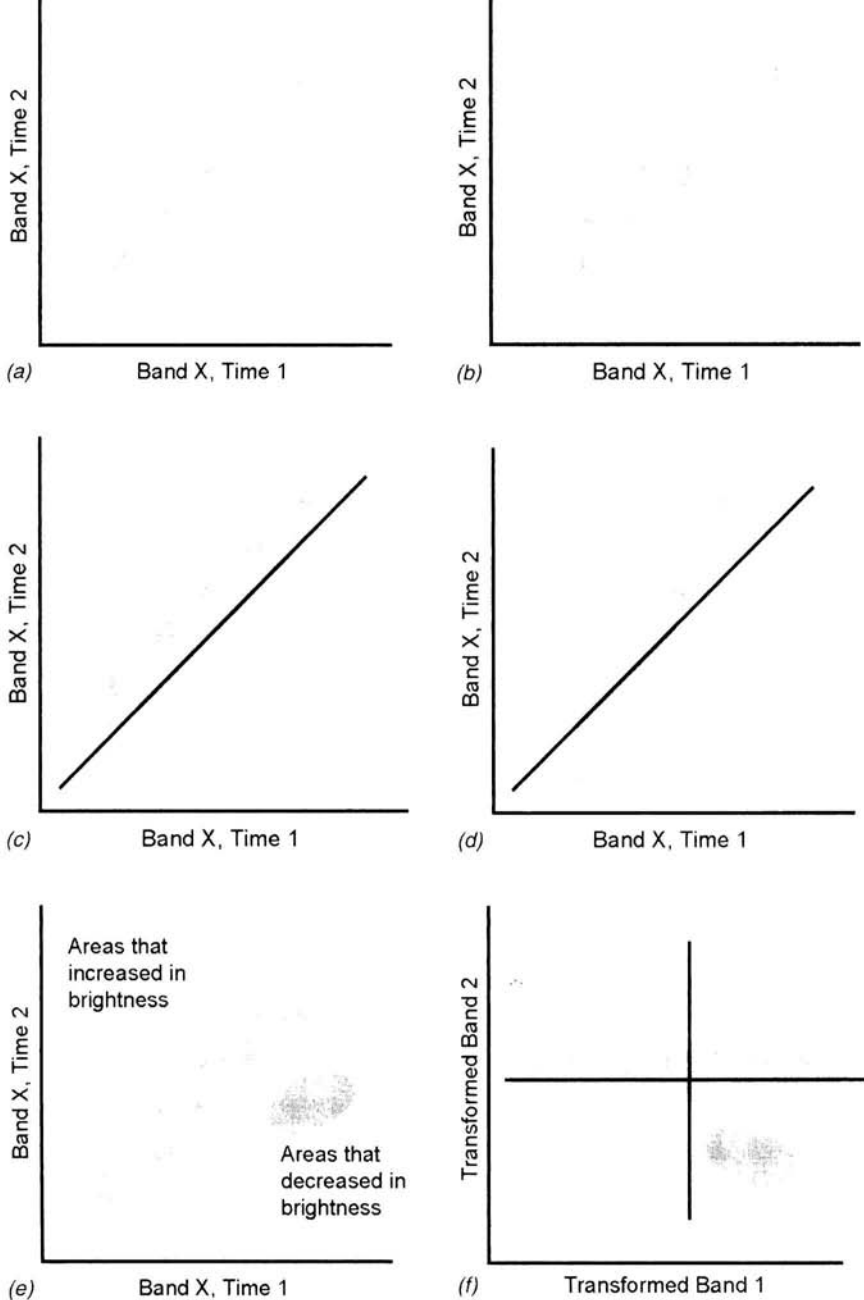 Band X, Time 2
Band X, Time 2
(a)
Band X, Time 1
(b)
Band X, Time 1
Band X, Time 2
Band X, Time 2
(c)
Band X, Time 1
(d)
Band X, Time 1
Areas that
increased in
brightness
Band X, Time 2
Areas that
decreased in
brightness
Transformed Band 2
(e)
Band X, Time 1
(f)
Transformed Band 1